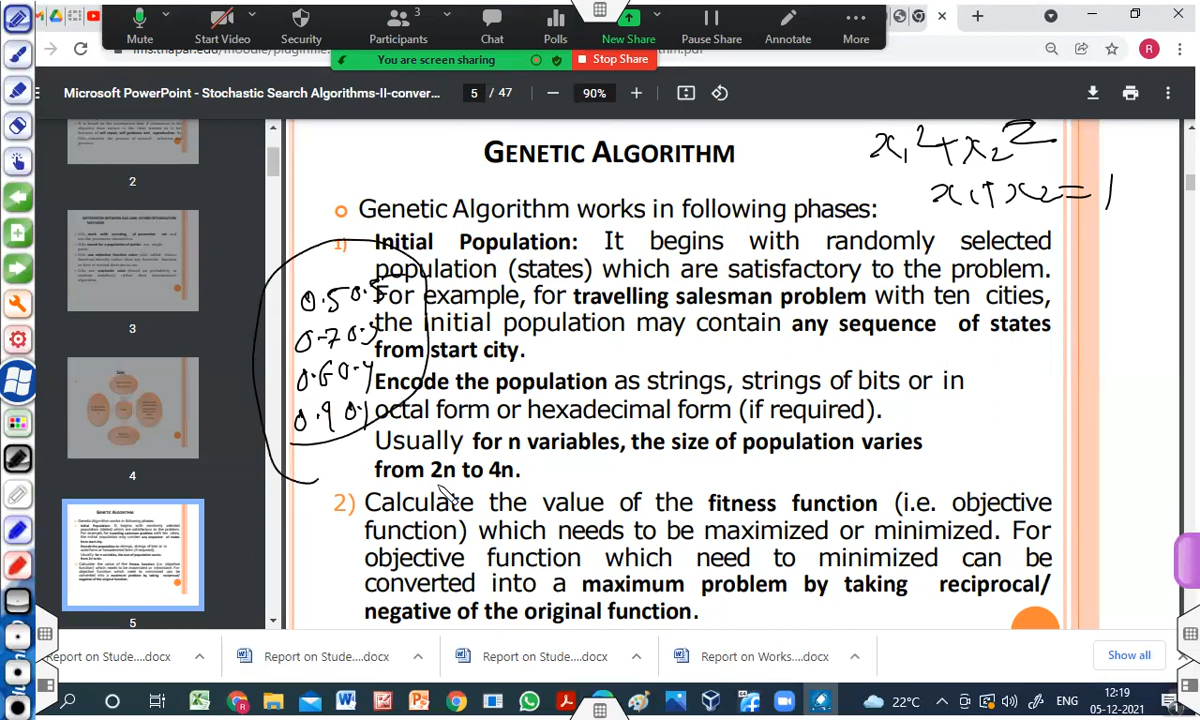 3
Mute
Start Video
Security
Participants
Chat
Polls
New Share
Pause Share
Annotate
More
You are screen sharing
Stop Share
R
Microsoft PowerPoint - Stochastic Search Algorithms-II-conver...
5 / 47
90%
2
3
4
5
GENETIC ALGORITHM
x₁²+x₂²
x₁+x₂=1
Genetic Algorithm works in following phases:
1) Initial Population: It begins with randomly selected
population (states) which are satisfactory to the problem.
For example, for travelling salesman problem with ten cities,
the initial population may contain any sequence of states
from start city.
0.5 0.5
0.7 0.3
0.6 0.4
0.9 0.1
Encode the population as strings, strings of bits or in
octal form or hexadecimal form (if required).
Usually for n variables, the size of population varies
from 2n to 4n.
2) Calculate the value of the fitness function (i.e. objective
function) which needs to be maximized or minimized. For
objective function which need to minimized can be
converted into a maximum problem by taking reciprocal/
negative of the original function.
Report on Stude....docx
Report on Stude....docx
Report on Stude....docx
Report on Works....docx
Show all
22°C
ENG
12:19
05-12-2021